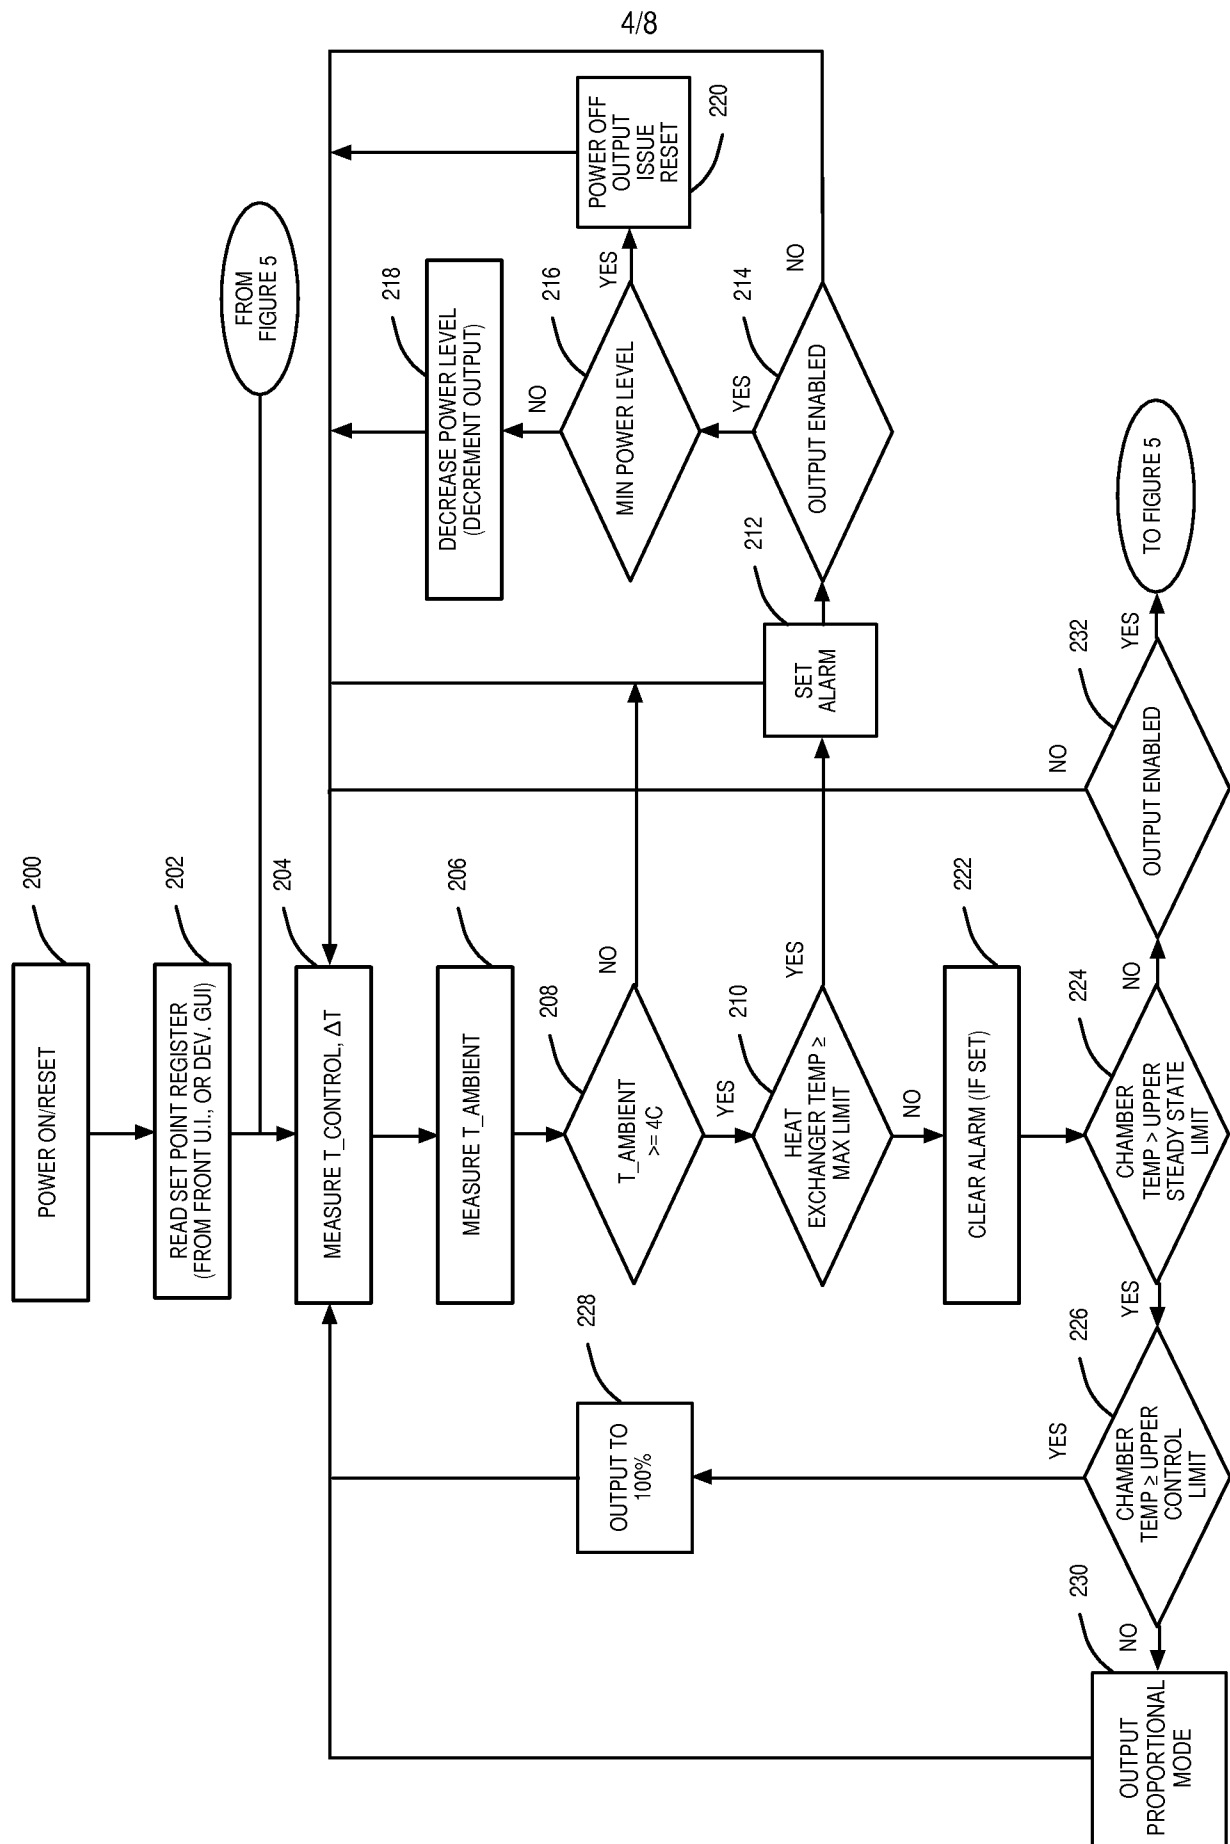 4/8
POWER ON/RESET
200
READ SET POINT REGISTER
(FROM FRONT U.I., OR DEV. GUI)
202
FROM
FIGURE 5
MEASURE T_CONTROL, ΔT
204
MEASURE T_AMBIENT
206
T_AMBIENT
>= 4C
208
NO
YES
HEAT
EXCHANGER TEMP ≥
MAX LIMIT
210
YES
NO
SET
ALARM
212
OUTPUT ENABLED
214
YES
NO
MIN POWER LEVEL
216
NO
YES
DECREASE POWER LEVEL
(DECREMENT OUTPUT)
218
POWER OFF
OUTPUT
ISSUE
RESET
220
CLEAR ALARM (IF SET)
222
CHAMBER
TEMP > UPPER
STEADY STATE
LIMIT
224
YES
NO
CHAMBER
TEMP ≥ UPPER
CONTROL
LIMIT
226
YES
NO
OUTPUT TO
100%
228
OUTPUT
PROPORTIONAL
MODE
230
OUTPUT ENABLED
232
NO
YES
TO FIGURE 5